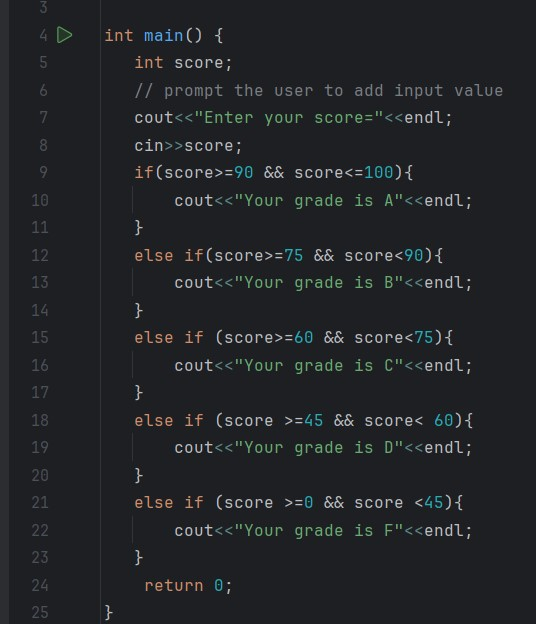 3
4 int main() {
5 int score;
6 // prompt the user to add input value
7 cout<<"Enter your score="<<endl;
8 cin>>score;
9 if(score>=90 && score<=100){
10 cout<<"Your grade is A"<<endl;
11 }
12 else if(score>=75 && score<90){
13 cout<<"Your grade is B"<<endl;
14 }
15 else if (score>=60 && score<75){
16 cout<<"Your grade is C"<<endl;
17 }
18 else if (score >=45 && score< 60){
19 cout<<"Your grade is D"<<endl;
20 }
21 else if (score >=0 && score <45){
22 cout<<"Your grade is F"<<endl;
23 }
24 return 0;
25 }